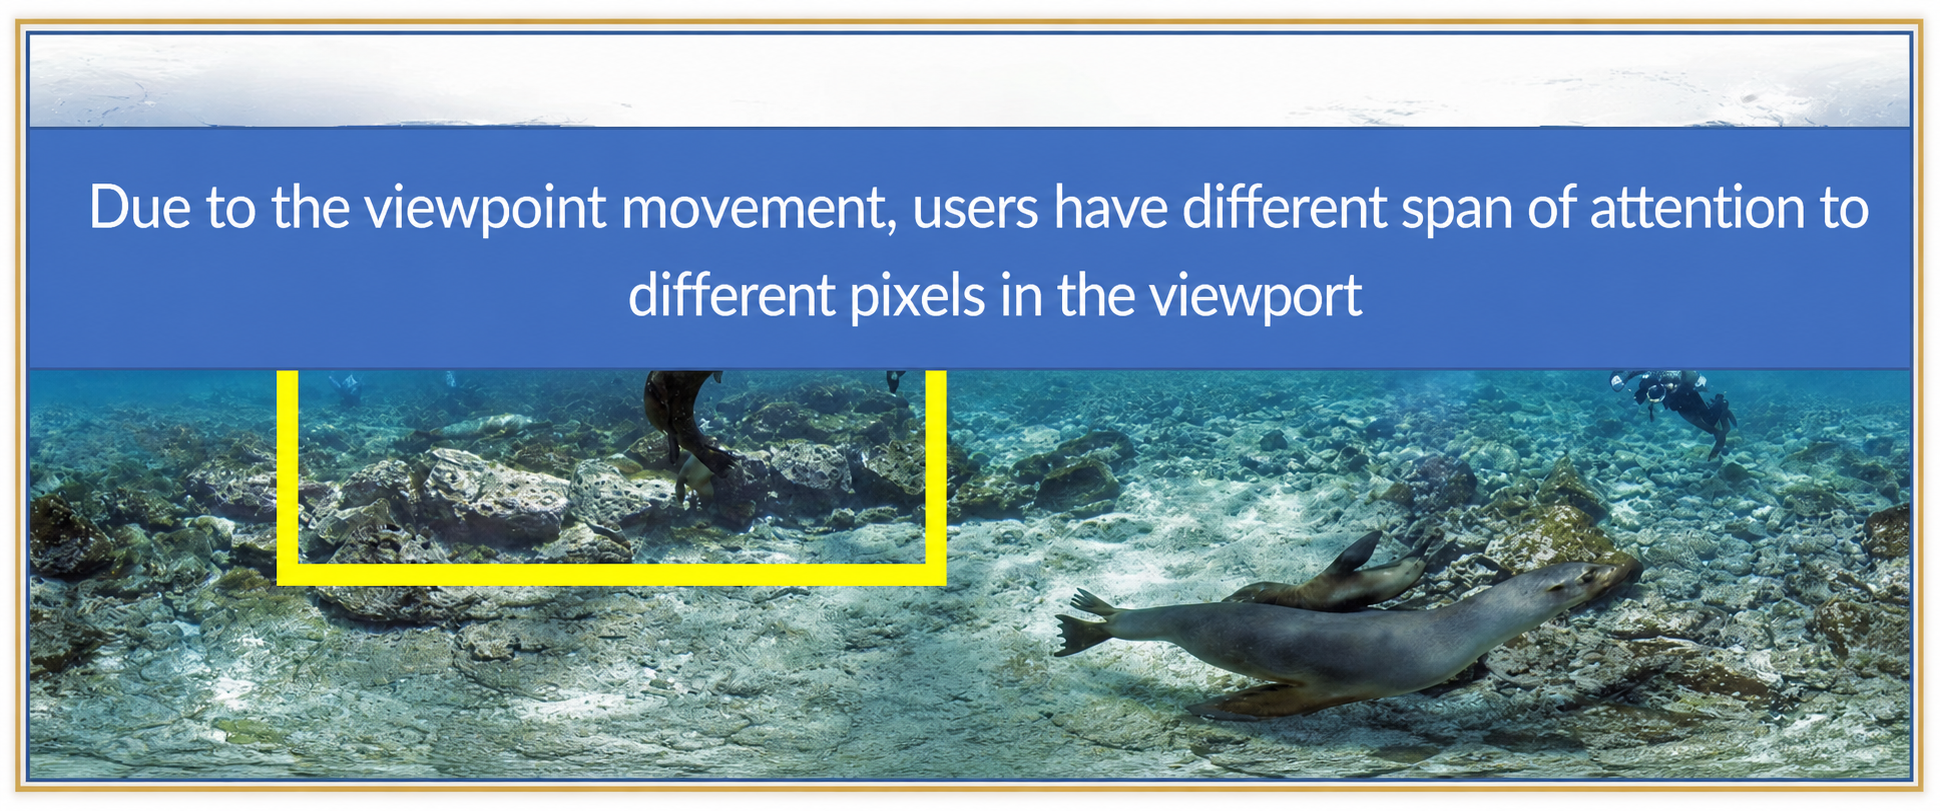 Due to the viewpoint movement, users have different span of attention to
different pixels in the viewport